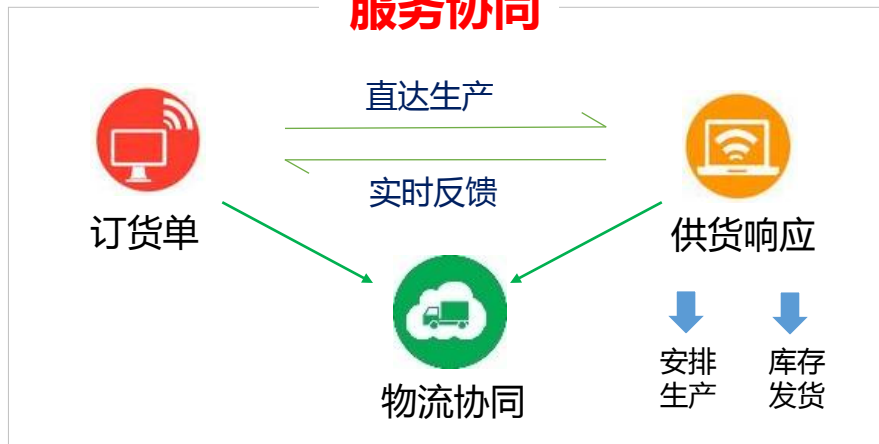 服务协同
直达生产
实时反馈
订货单
供货响应
物流协同
安排
生产
库存
发货